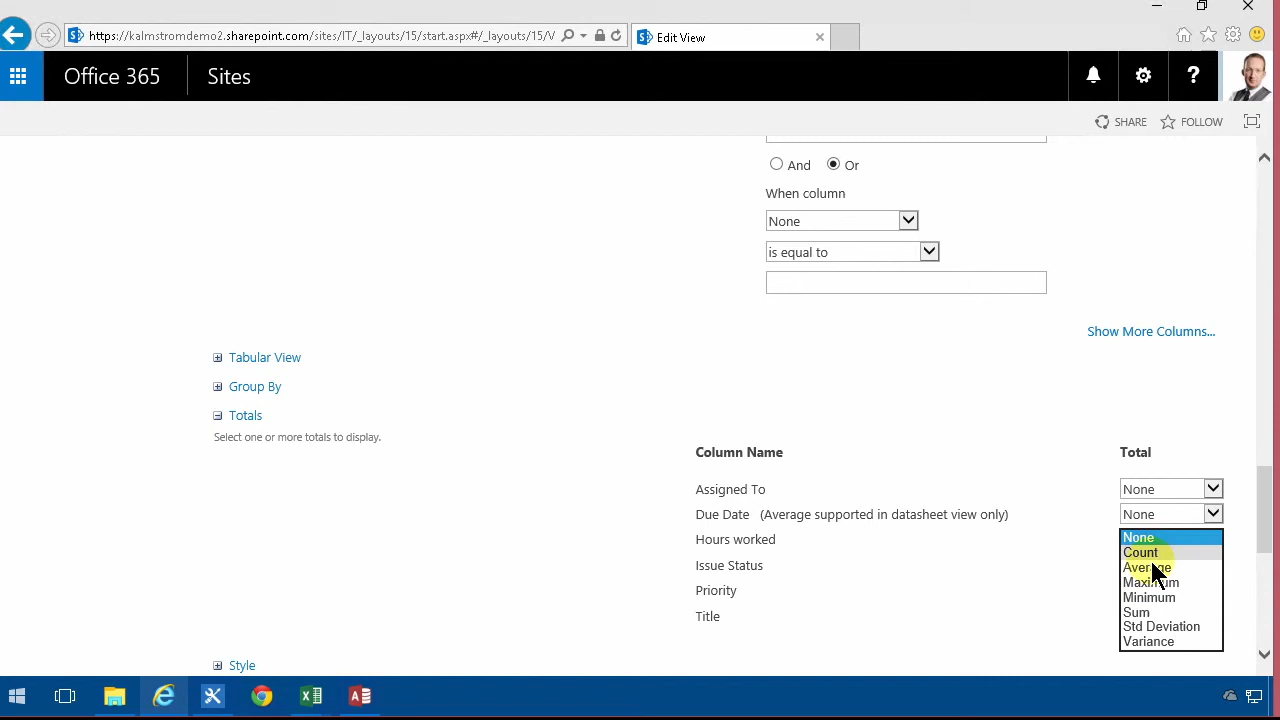 https://kalmstromdemo2.sharepoint.com/sites/IT/_layouts/15/start.aspx#/_layouts/15/V
Edit View
Office 365
Sites
?
SHARE
FOLLOW
And
Or
When column
None
is equal to
Show More Columns...
Tabular View
Group By
Totals
Select one or more totals to display.
Column Name Total
Assigned To None
Due Date (Average supported in datasheet view only) None
Hours worked None
Count
Issue Status Average
Maximum
Priority Minimum
Title Sum
Std Deviation
Variance
Style